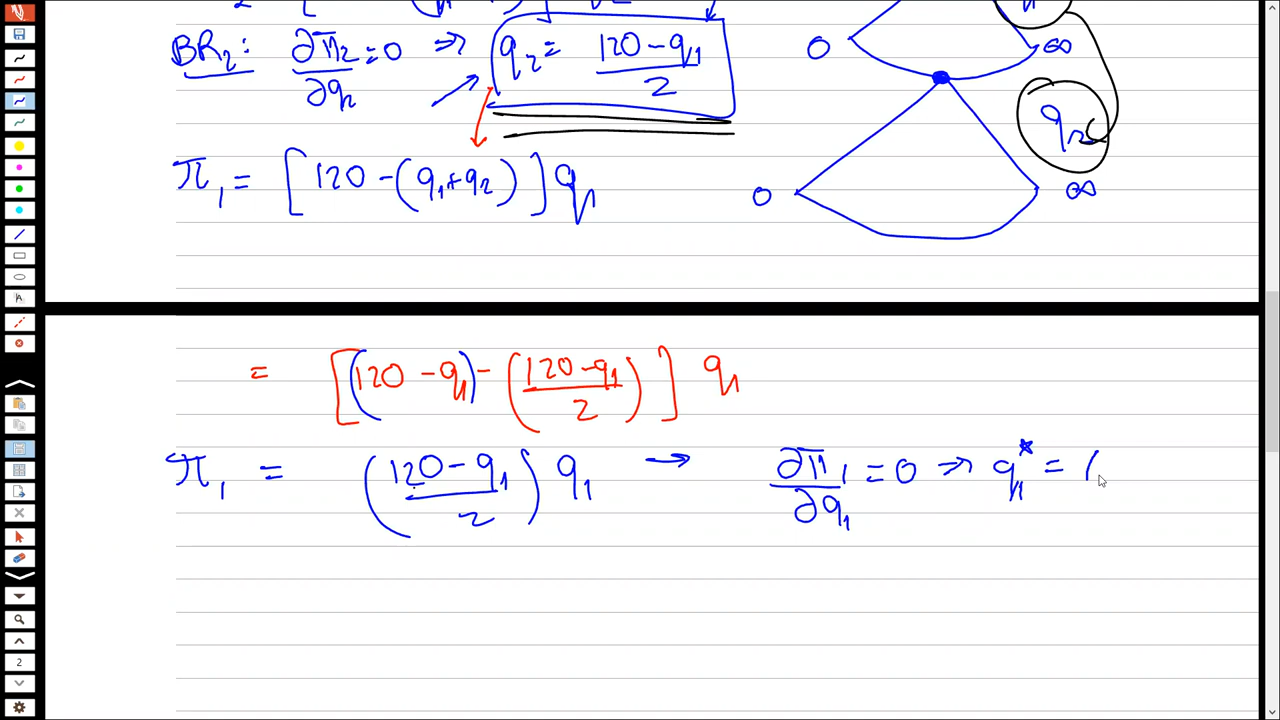 BR₂: ∂π₂/∂q₂ = 0 ⇒ q₂ = (120 - q₁)/2
0 ∞
q₂
π₁ = [120 - (q₁ + q₂)] q₁
0 ∞
= [(120 - q₁) - ((120 - q₁)/2)] q₁
π₁ = ((120 - q₁)/2) q₁ → ∂π₁/∂q₁ = 0 ⇒ q₁* =
2